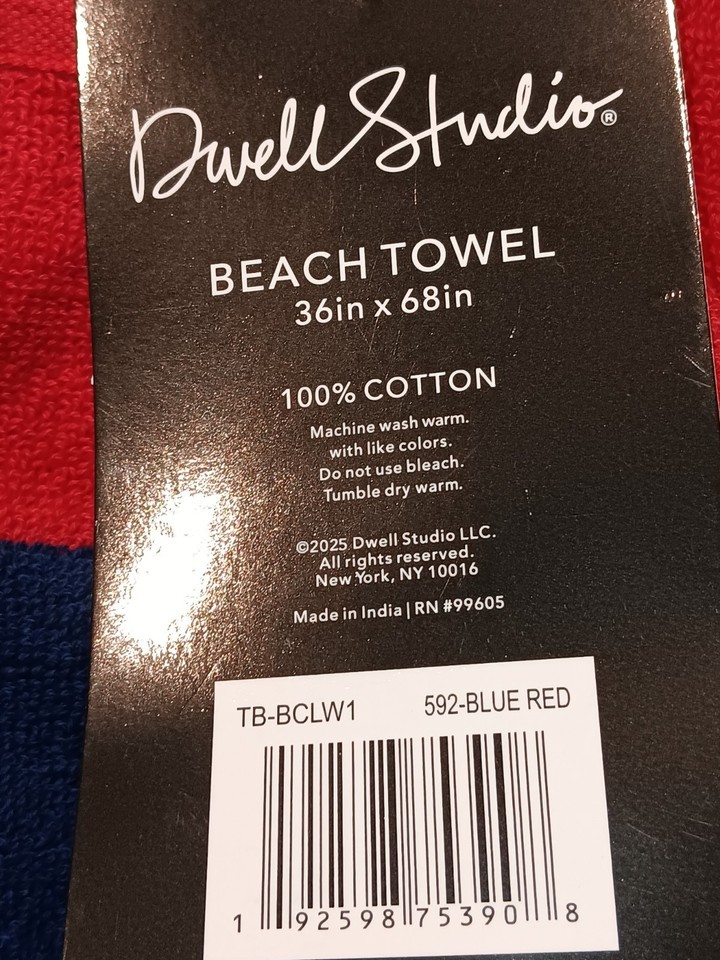 Dwell Studio®
BEACH TOWEL
36in x 68in
100% COTTON
Machine wash warm.
with like colors.
Do not use bleach.
Tumble dry warm.
©2025 Dwell Studio LLC.
All rights reserved.
New York, NY 10016
Made in India | RN #99605
TB-BCLW1 592-BLUE RED
1 92598 75390 8